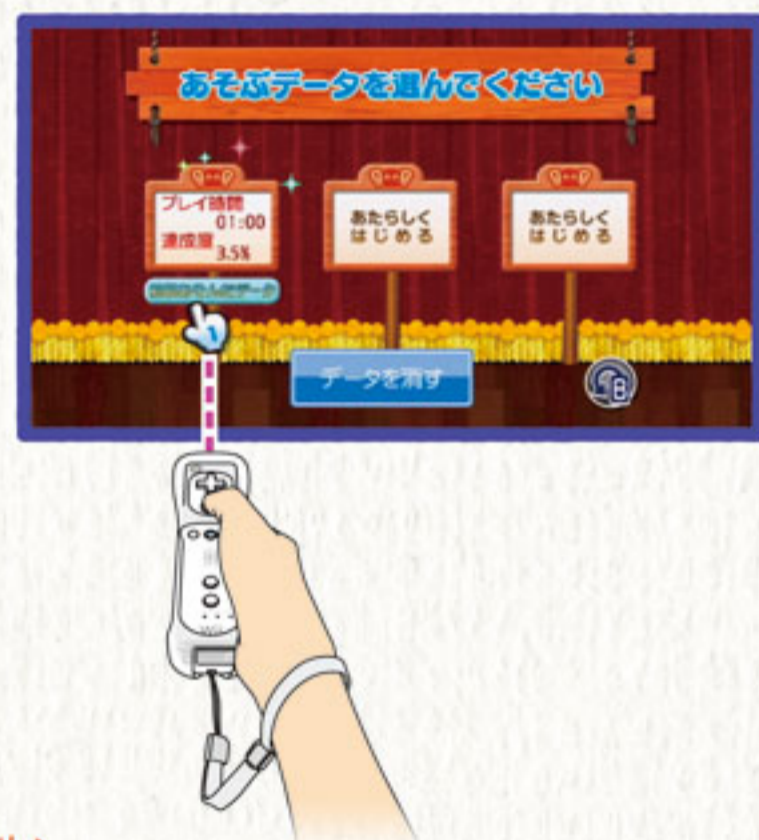 あそぶデータを選んでください
プレイ時間
01:00
達成度
3.5%
あたらしく
はじめる
あたらしく
はじめる
1
データを消す
B
Wii